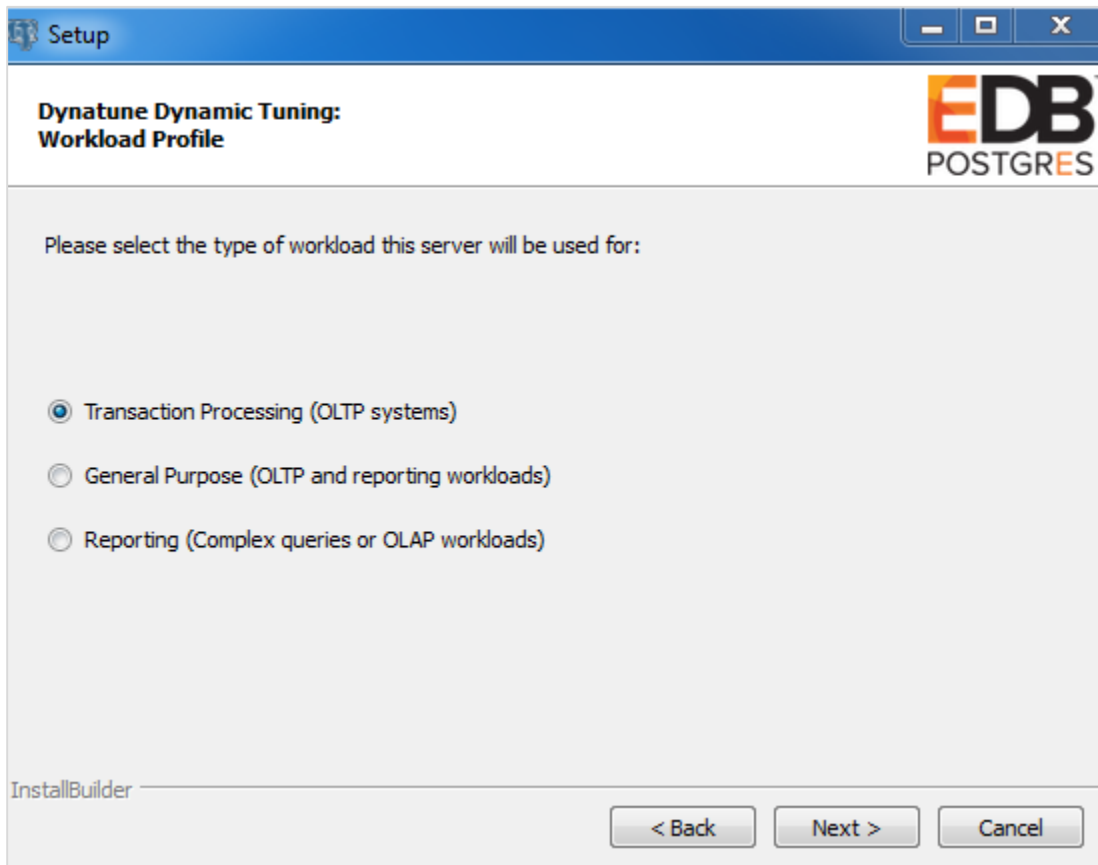 Setup
Dynatune Dynamic Tuning:
Workload Profile
EDB
POSTGRES
Please select the type of workload this server will be used for:
Transaction Processing (OLTP systems)
General Purpose (OLTP and reporting workloads)
Reporting (Complex queries or OLAP workloads)
InstallBuilder
< Back Next > Cancel